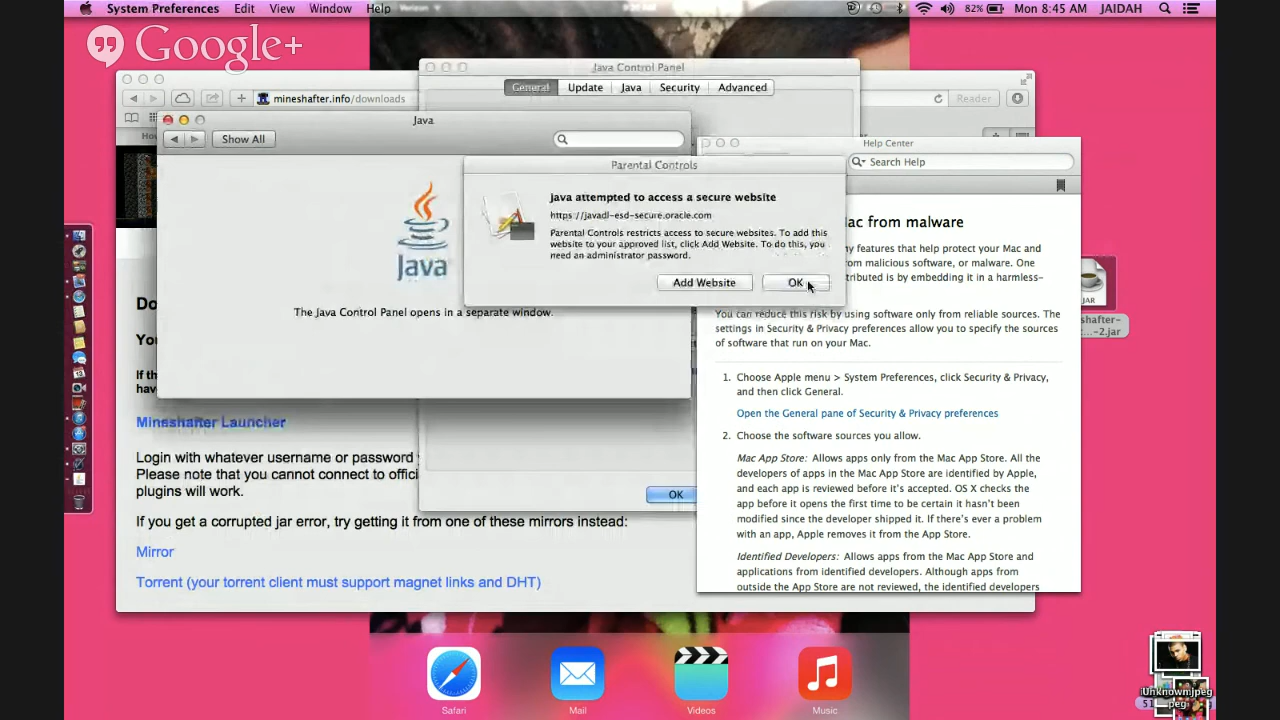 System Preferences Edit View Window Help
82% Mon 8:45 AM JAIDAH
Google+
Java Control Panel
General Update Java Security Advanced
mineshafter.info/downloads
Reader
Java
Show All
Help Center
Search Help
Parental Controls
Java attempted to access a secure website
https://javadl-esd-secure.oracle.com
Parental Controls restricts access to secure websites. To add this
website to your approved list, click Add Website. To do this, you
need an administrator password.
Add Website OK
Java
The Java Control Panel opens in a separate window.
Mac from malware
y features that help protect your Mac and
from malicious software, or malware. One
tributed is by embedding it in a harmless-
You can reduce this risk by using software only from reliable sources. The
settings in Security & Privacy preferences allow you to specify the sources
of software that run on your Mac.
1. Choose Apple menu > System Preferences, click Security & Privacy,
and then click General.
Open the General pane of Security & Privacy preferences
2. Choose the software sources you allow.
Mac App Store: Allows apps only from the Mac App Store. All the
developers of apps in the Mac App Store are identified by Apple,
and each app is reviewed before it's accepted. OS X checks the
app before it opens the first time to be certain it hasn't been
modified since the developer shipped it. If there's ever a problem
with an app, Apple removes it from the App Store.
Identified Developers: Allows apps from the Mac App Store and
applications from identified developers. Although apps from
outside the App Store are not reviewed, the identified developers
JAR
shafter-
...-2.jar
Do
You
If th
hav
Mineshafter Launcher
Login with whatever username or password
Please note that you cannot connect to offici
plugins will work.
OK
If you get a corrupted jar error, try getting it from one of these mirrors instead:
Mirror
Torrent (your torrent client must support magnet links and DHT)
Safari Mail Videos Music